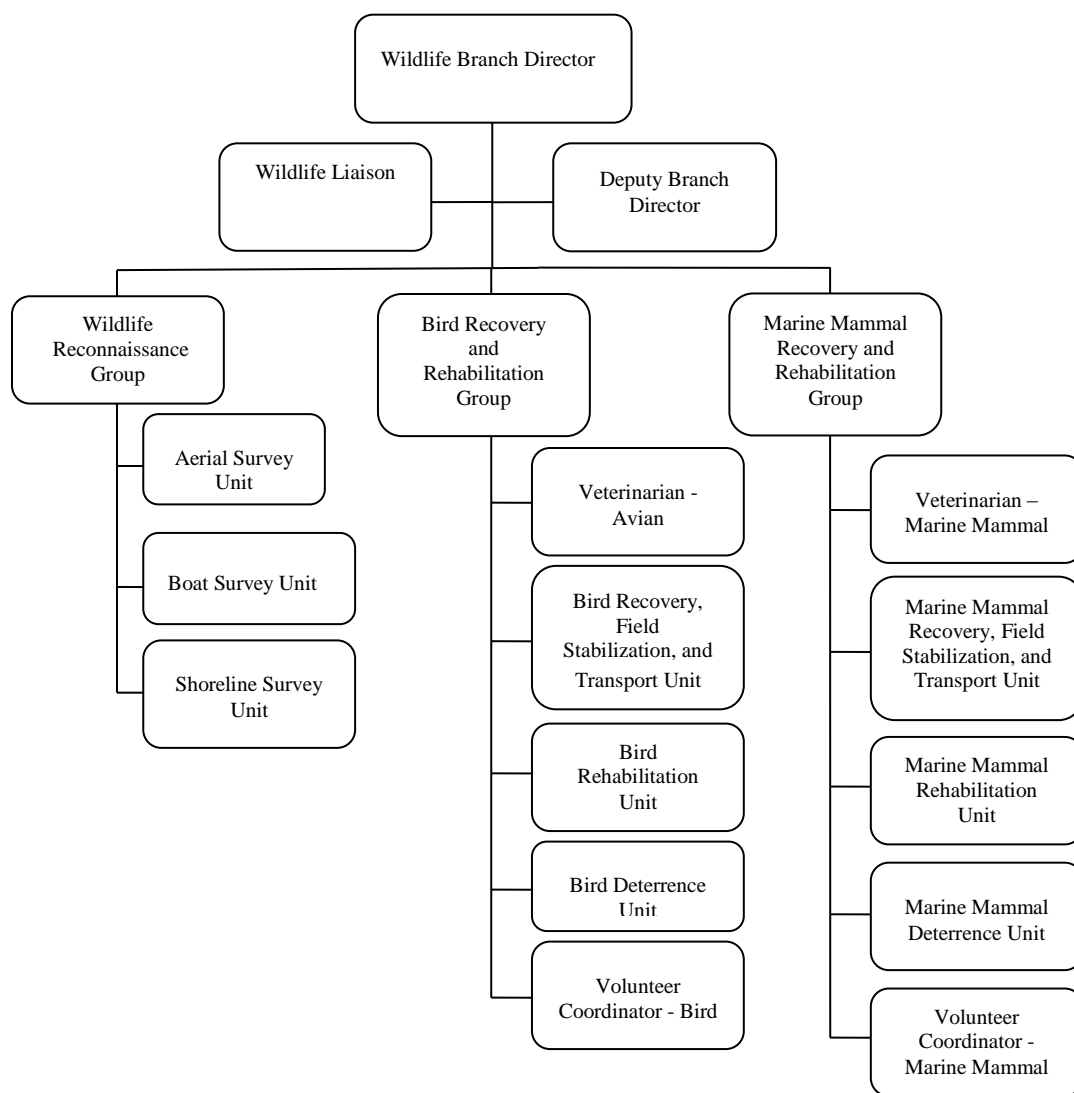 Wildlife Branch Director
Wildlife Liaison
Deputy Branch
Director
Wildlife
Reconnaissance
Group
Aerial Survey
Unit
Boat Survey Unit
Shoreline Survey
Unit
Bird Recovery
and
Rehabilitation
Group
Veterinarian -
Avian
Bird Recovery,
Field
Stabilization, and
Transport Unit
Bird
Rehabilitation
Unit
Bird Deterrence
Unit
Volunteer
Coordinator - Bird
Marine Mammal
Recovery and
Rehabilitation
Group
Veterinarian –
Marine Mammal
Marine Mammal
Recovery, Field
Stabilization, and
Transport Unit
Marine Mammal
Rehabilitation
Unit
Marine Mammal
Deterrence Unit
Volunteer
Coordinator -
Marine Mammal